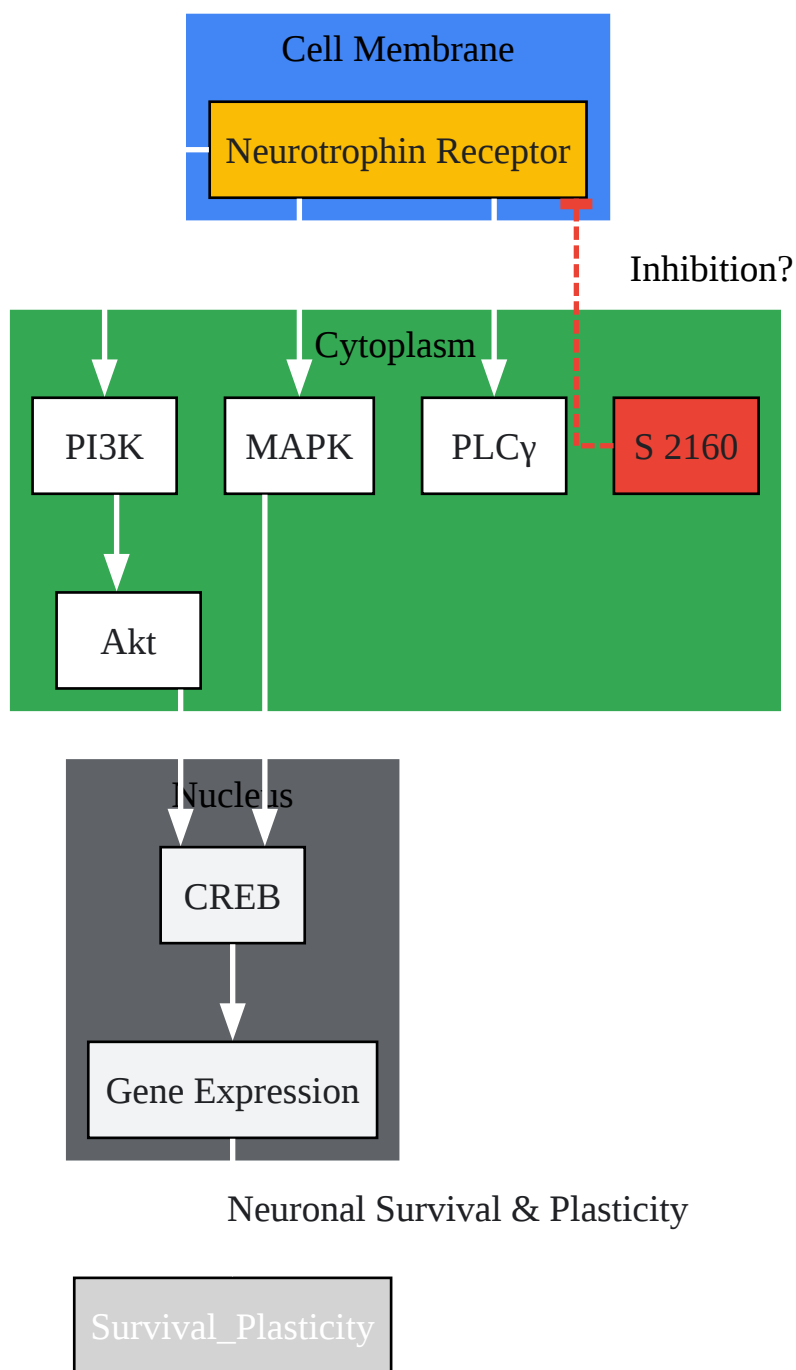 Cell Membrane
Neurotrophin Receptor
Inhibition?
Cytoplasm
PI3K
MAPK
PLCγ
S 2160
Akt
Nucleus
CREB
Gene Expression
Neuronal Survival & Plasticity
Survival_Plasticity